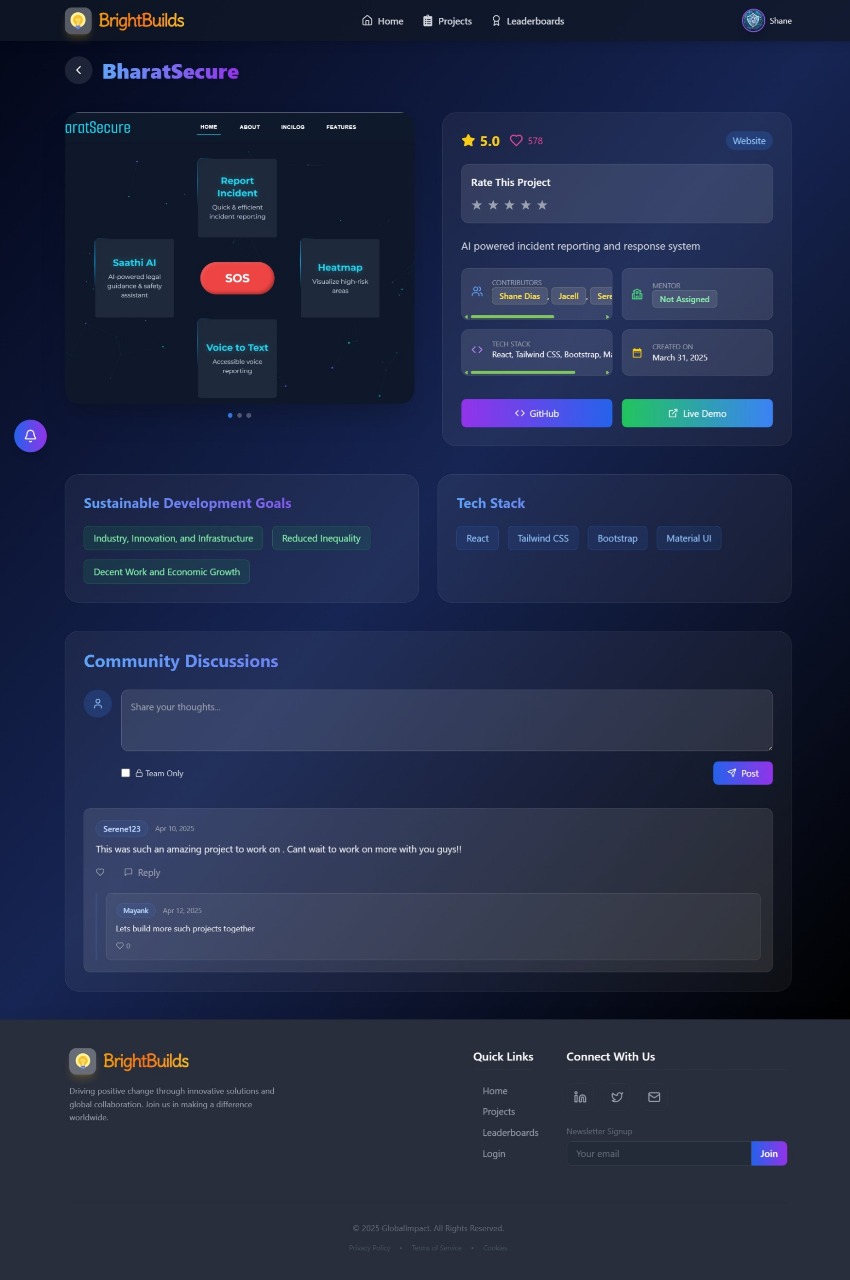 BrightBuilds
Home
Projects
Leaderboards
Shane
BharatSecure
aratSecure
HOME
ABOUT
INCILOG
FEATURES
Report
Incident
Quick & efficient
incident reporting
Saathi AI
AI-powered legal
guidance & safety
assistant
SOS
Heatmap
Visualize high-risk
areas
Voice to Text
Accessible voice
reporting
5.0
578
Website
Rate This Project
AI powered incident reporting and response system
CONTRIBUTORS
Shane Dias , Jacell , Sere
MENTOR
Not Assigned
TECH STACK
React, Tailwind CSS, Bootstrap, Ma
CREATED ON
March 31, 2025
GitHub
Live Demo
Sustainable Development Goals
Industry, Innovation, and Infrastructure
Reduced Inequality
Decent Work and Economic Growth
Tech Stack
React
Tailwind CSS
Bootstrap
Material UI
Community Discussions
Share your thoughts...
Team Only
Post
Serene123
Apr 10, 2025
This was such an amazing project to work on . Cant wait to work on more with you guys!!
Reply
Mayank
Apr 12, 2025
Lets build more such projects together
0
BrightBuilds
Driving positive change through innovative solutions and
global collaboration. Join us in making a difference
worldwide.
Quick Links
Home
Projects
Leaderboards
Login
Connect With Us
Newsletter Signup
Your email
Join
© 2025 GlobalImpact. All Rights Reserved.
Privacy Policy • Terms of Service • Cookies